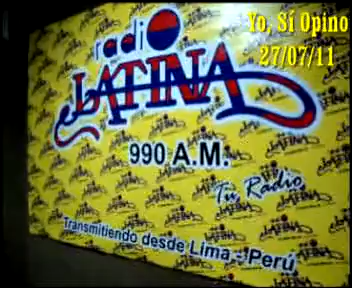 Yo, Sí Opino
27/07/11
radio
LATINA
990 A.M.
Tu Radio
Transmitiendo desde Lima - Perú